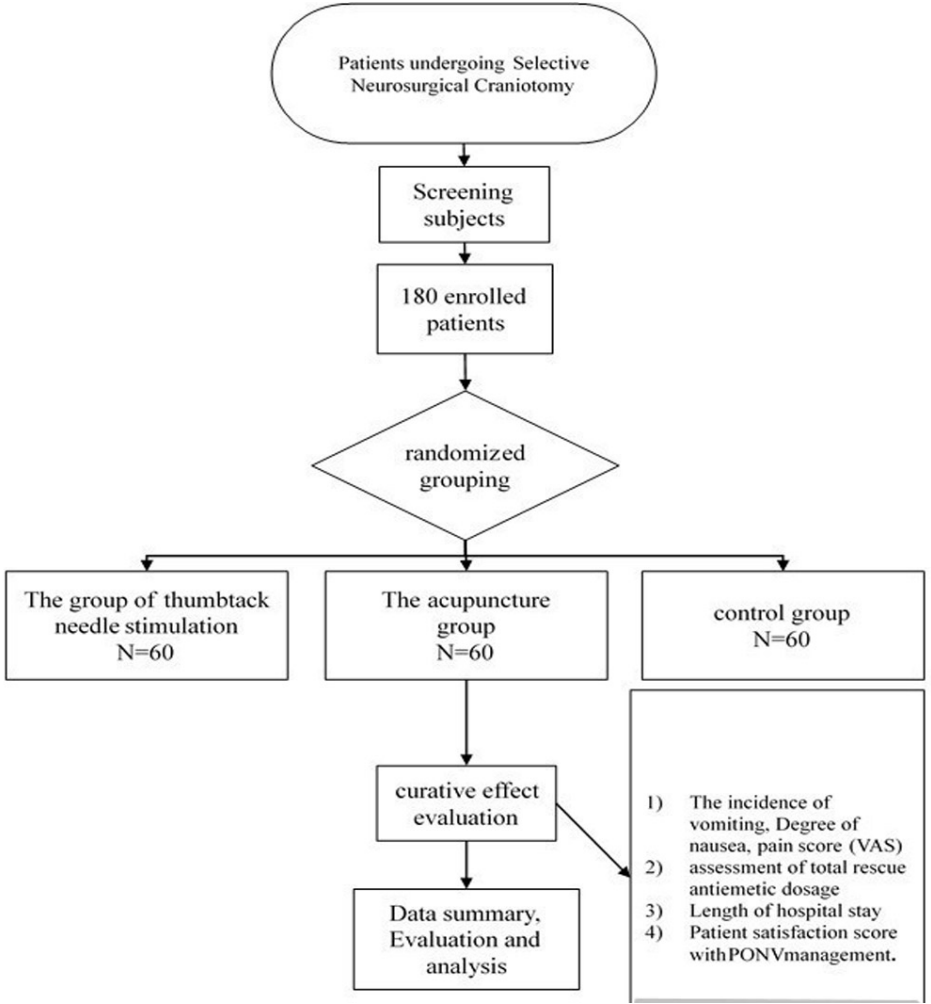 Patients undergoing Selective
Neurosurgical Craniotomy
Screening
subjects
180 enrolled
patients
randomized
grouping
The group of thumbtack
needle stimulation
N=60
The acupuncture
group
N=60
control group
N=60
curative effect
evaluation
1) The incidence of
vomiting, Degree of
nausea, pain score (VAS)
2) assessment of total rescue
antiemetic dosage
3) Length of hospital stay
4) Patient satisfaction score
withPONVmanagement.
Data summary,
Evaluation and
analysis